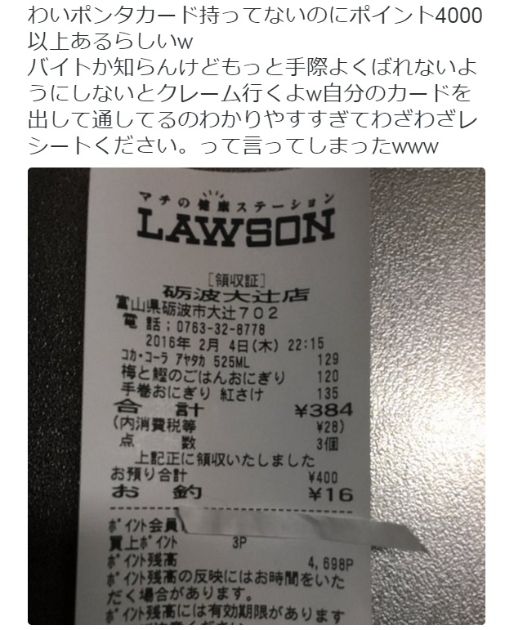 わいポンタカード持ってないのにポイント4000
以上あるらしいw
バイトか知らんけどもっと手際よくばれないよ
うにしないとクレーム行くよw自分のカードを
出して通してるのわかりやすすぎてわざわざレ
シートください。って言ってしまったwww
マチの健康ステーション
LAWSON
[領収証]
砺波大辻店
富山県砺波市大辻702
電話;0763-32-8778
2016年 2月 4日(木) 22:15
コカ・コーラ アヤタカ 525ML 129
梅と鰹のごはんおにぎり 120
手巻おにぎり 紅さけ 135
合計 ¥384
(内消費税等 ¥28)
点数 3個
上記正に領収いたしました
お預り合計 ¥400
お釣 ¥16
ポイント会員
買上ポイント 3P
ポイント残高 4,698P
ポイント残高の反映にはお時間をいた
だく場合があります。
ポイント残高には有効期限があります